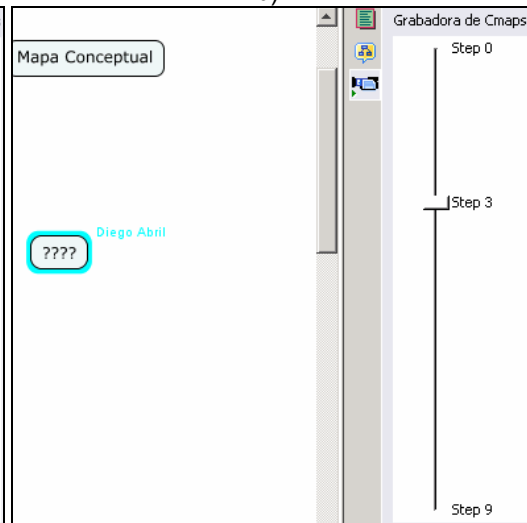 Grabadora de Cmaps
Step 0
Mapa Conceptual
Step 3
Diego Abril
????
Step 9